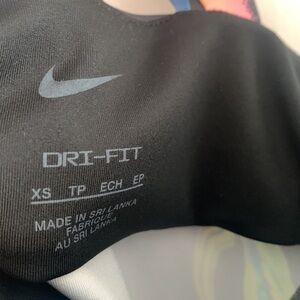 DRI-FIT
XS TP ECH EP
MADE IN SRI LANKA
FABRIQUÉ
AU SRI LANKA